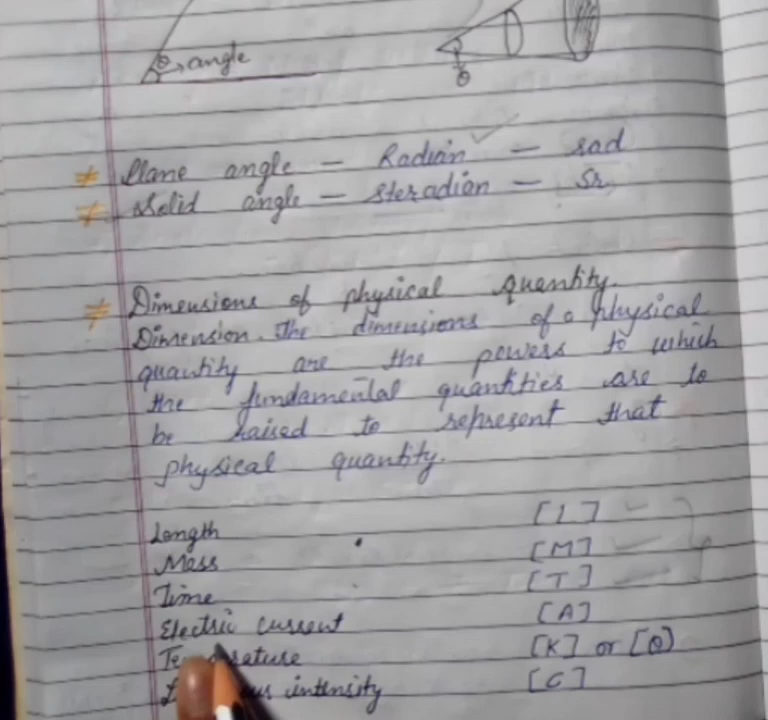 θ → angle
θ
Plane angle – Radian – rad
Solid angle – Steradian – Sr
Dimensions of physical quantity.
Dimension. The dimensions of a physical
quantity are the powers to which
the fundamental quantities are to
be raised to represent that
physical quantity.
Length [L]
Mass [M]
Time [T]
Electric current [A]
[K] or [θ]
intensity [C]